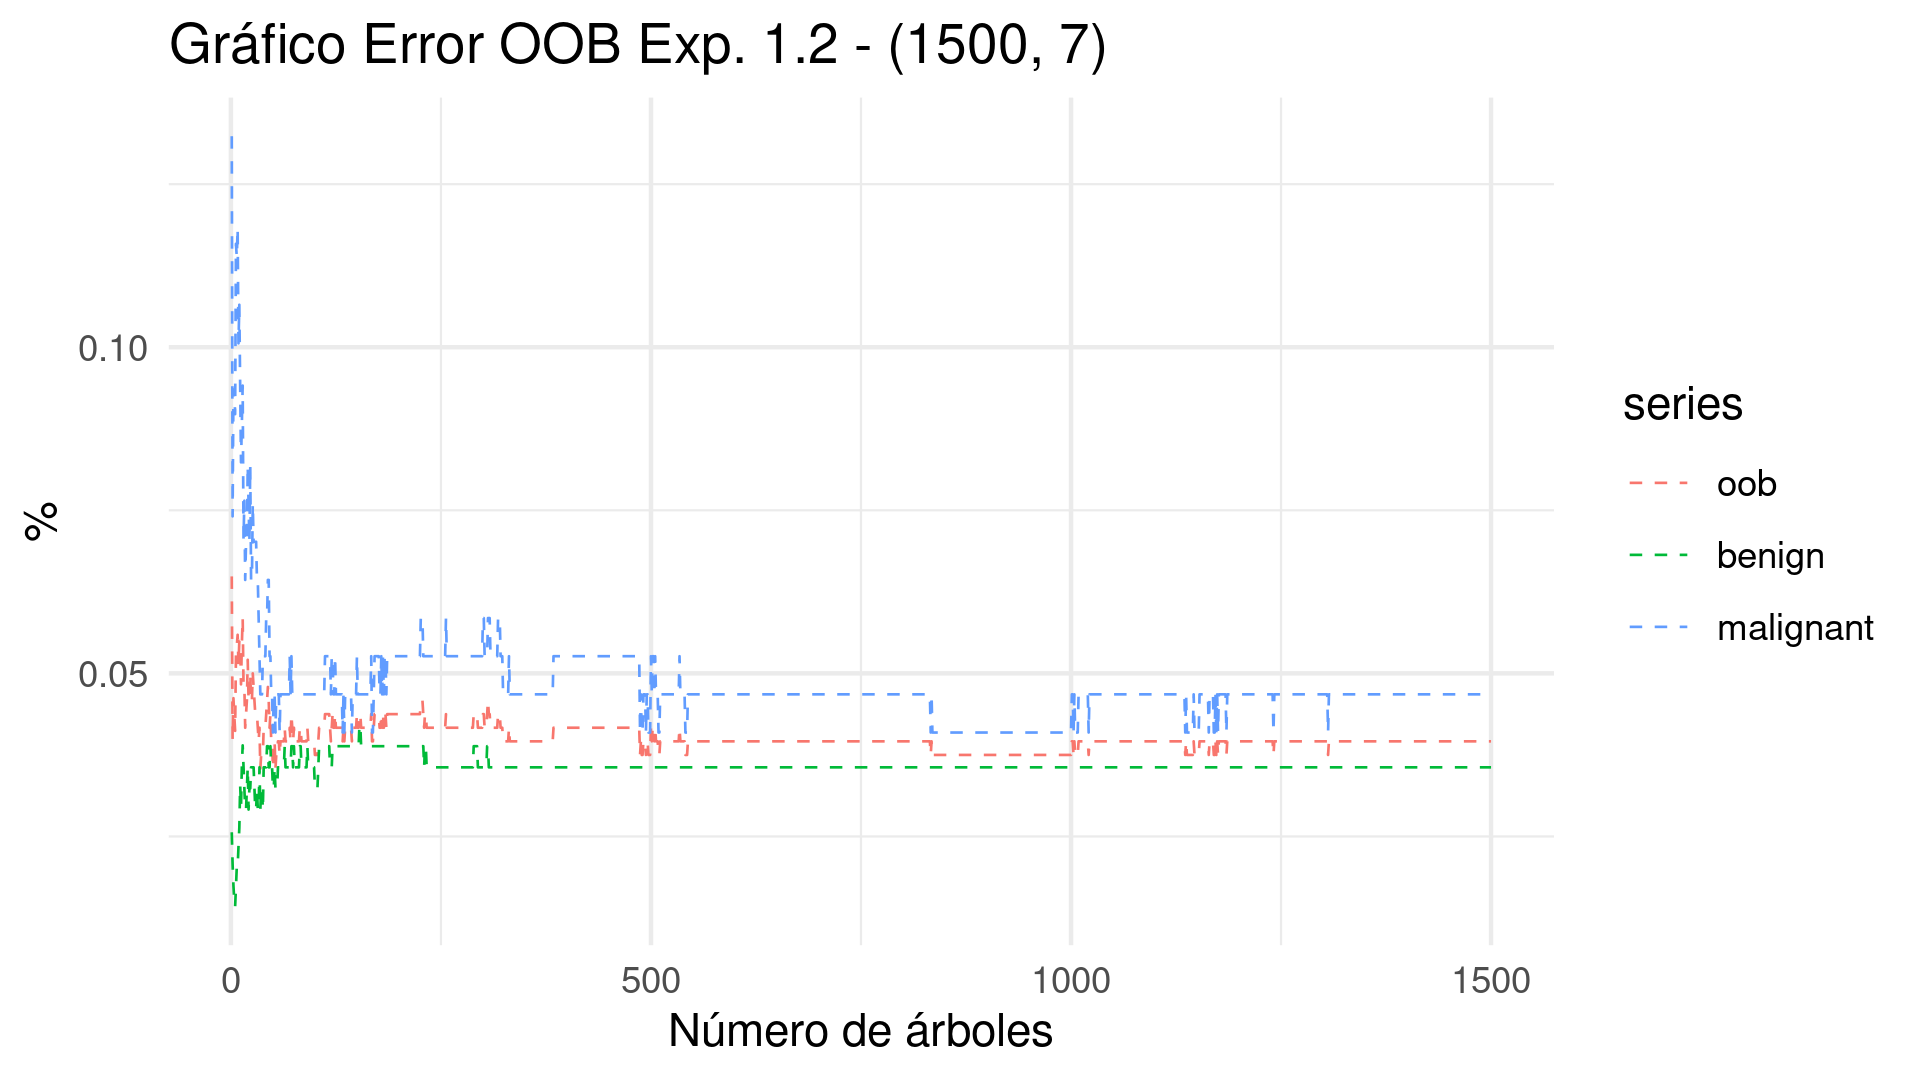 Gráfico Error OOB Exp. 1.2 - (1500, 7)
%
0.10
0.05
0 500 1000 1500
Número de árboles
series
oob
benign
malignant